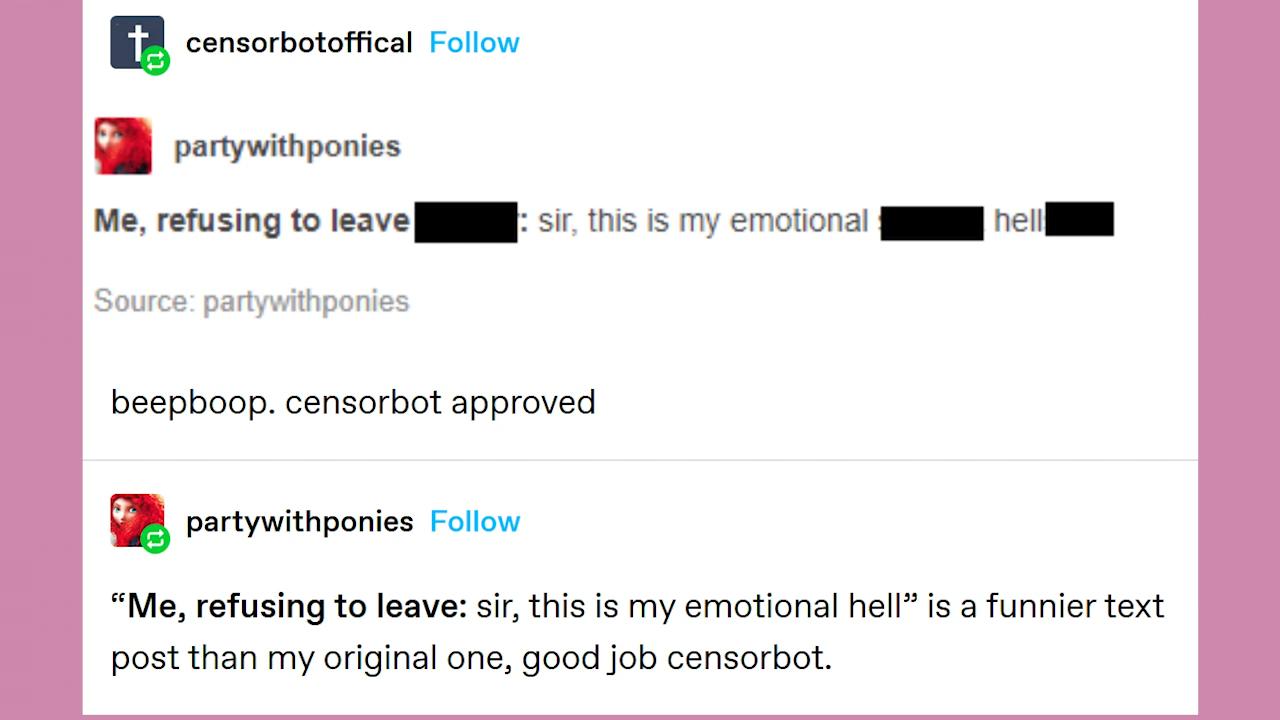 censorbotoffical Follow
partywithponies
Me, refusing to leave : sir, this is my emotional hell
Source: partywithponies
beepboop. censorbot approved
partywithponies Follow
“Me, refusing to leave: sir, this is my emotional hell” is a funnier text
post than my original one, good job censorbot.